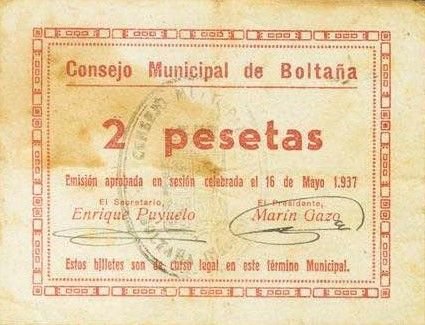 Consejo Municipal de Boltaña
2 pesetas
Emisión aprobada en sesión celebrada el 16 de Mayo 1.937
El Secretario, El Presidente,
Enrique Puyuelo Marín Gazo
Estos billetes son de curso legal en este término Municipal.